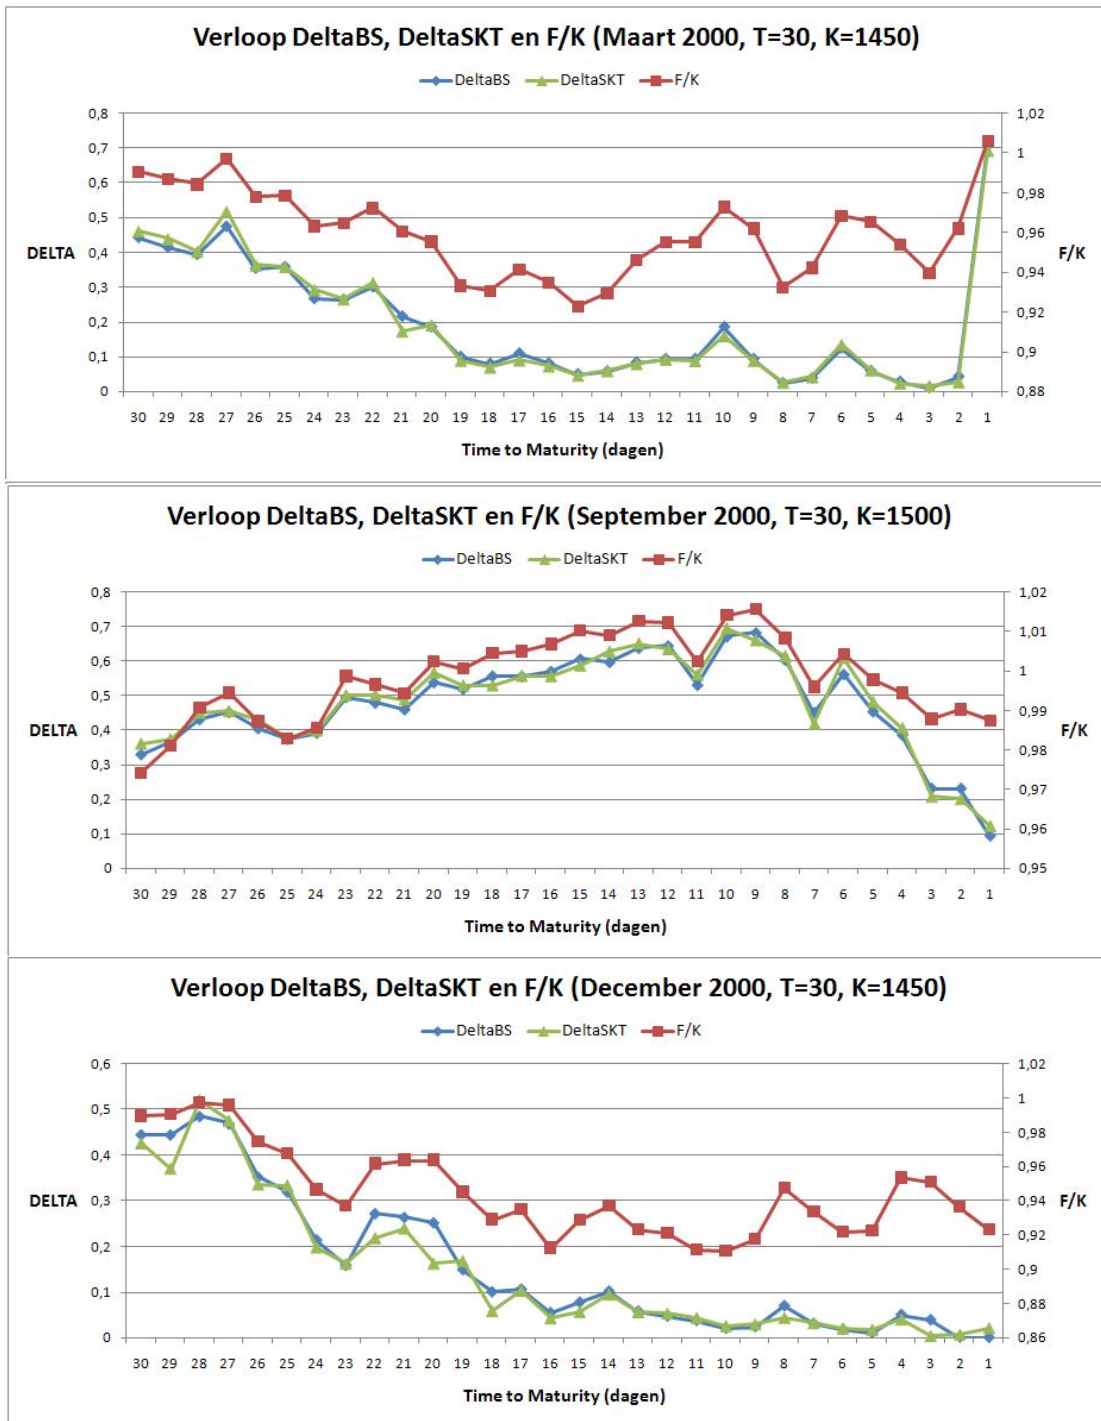 Verloop DeltaBS, DeltaSKT en F/K (Maart 2000, T=30, K=1450)
DeltaBS DeltaSKT F/K
0,8 1,02
0,7 1
0,6 0,98
0,5 0,96
DELTA 0,4 F/K
0,3 0,94
0,2 0,92
0,1 0,9
0 0,88
30 29 28 27 26 25 24 23 22 21 20 19 18 17 16 15 14 13 12 11 10 9 8 7 6 5 4 3 2 1
Time to Maturity (dagen)
Verloop DeltaBS, DeltaSKT en F/K (September 2000, T=30, K=1500)
DeltaBS DeltaSKT F/K
0,8 1,02
0,7 1,01
0,6 1
0,5 0,99
DELTA 0,4 F/K
0,3 0,98
0,2 0,97
0,1 0,96
0 0,95
30 29 28 27 26 25 24 23 22 21 20 19 18 17 16 15 14 13 12 11 10 9 8 7 6 5 4 3 2 1
Time to Maturity (dagen)
Verloop DeltaBS, DeltaSKT en F/K (December 2000, T=30, K=1450)
DeltaBS DeltaSKT F/K
0,6 1,02
0,5 1
0,4 0,98
0,96
DELTA 0,3 0,94 F/K
0,2 0,92
0,9
0,1 0,88
0 0,86
30 29 28 27 26 25 24 23 22 21 20 19 18 17 16 15 14 13 12 11 10 9 8 7 6 5 4 3 2 1
Time to Maturity (dagen)